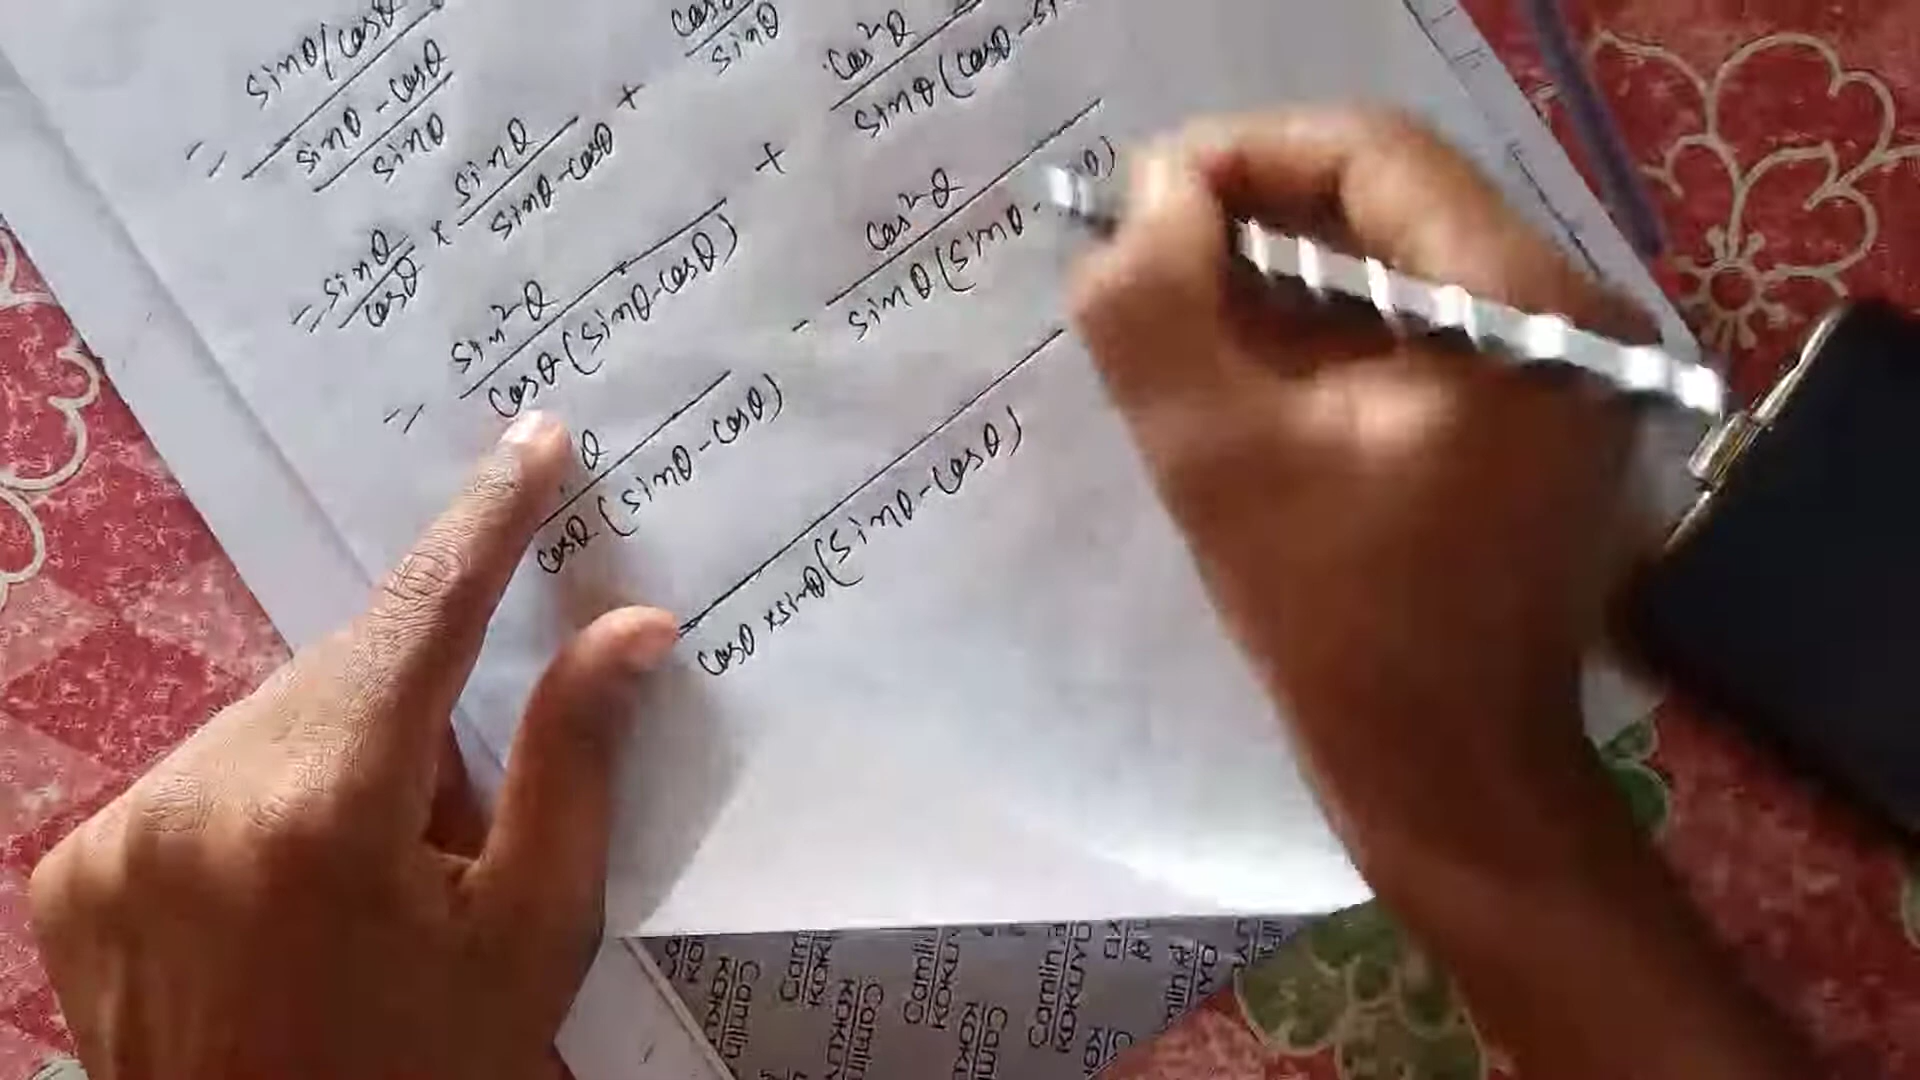 sinθ/cosθ
cosθ/sinθ
= sinθ - cosθ / sinθ
= sinθ/cosθ × sinθ/sinθ-cosθ +
cos²θ / sinθ(cosθ -
= sin²θ / cosθ(sinθ-cosθ) +
θ / cosθ(sinθ-cosθ) - cos²θ / sinθ(sinθ-
cosθ×sinθ(sinθ-cosθ)
Camlin
KOKUYO